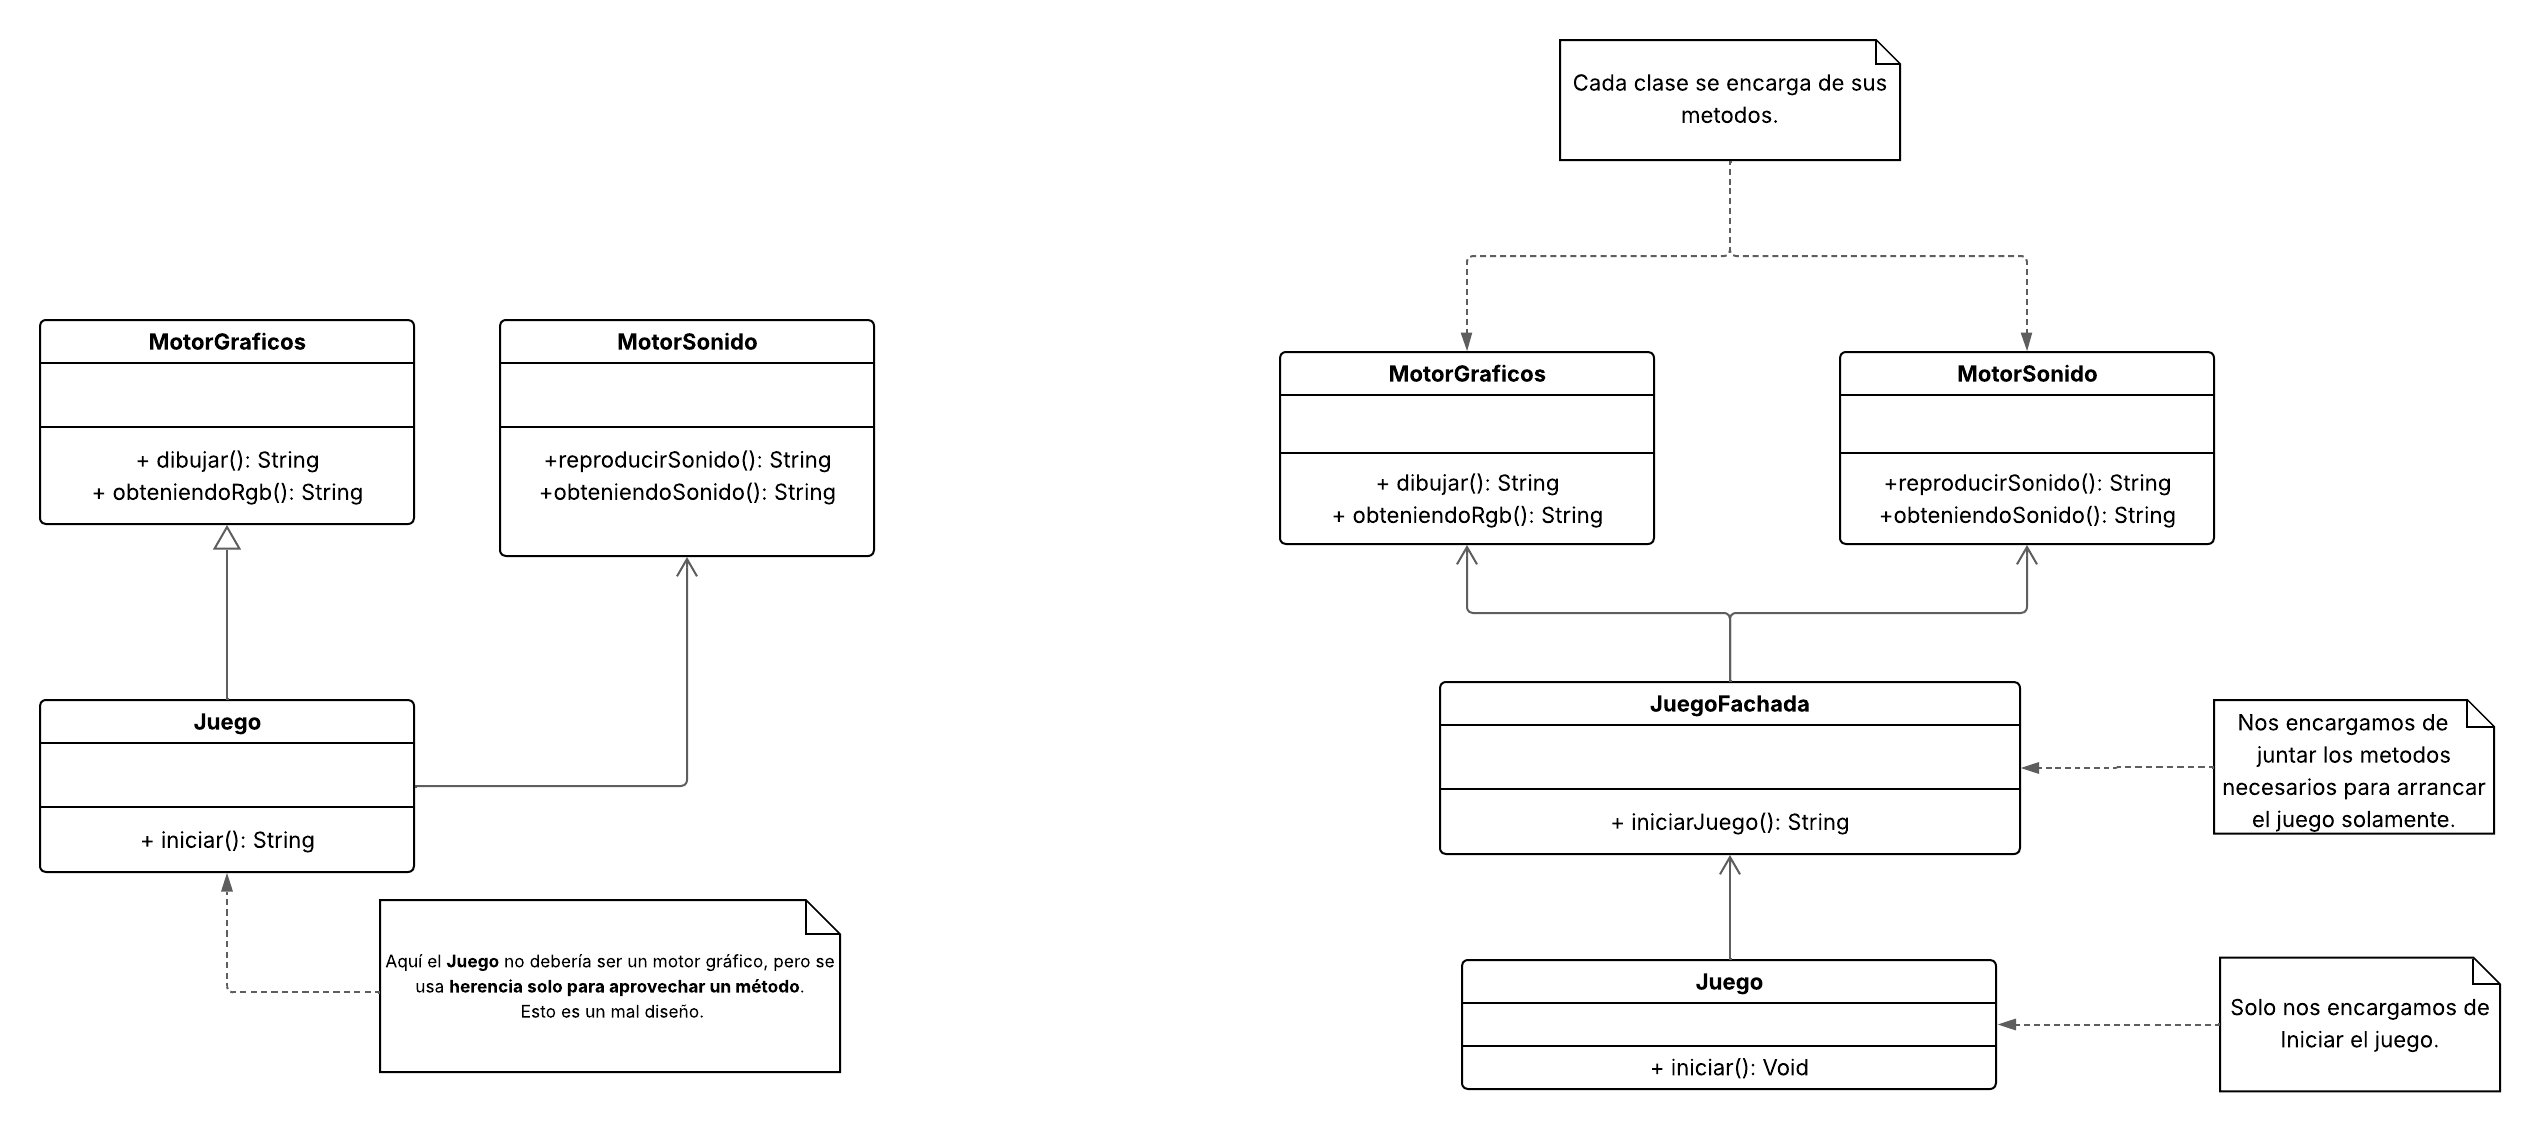 MotorGraficos
+ dibujar(): String
+ obteniendoRgb(): String
MotorSonido
+reproducirSonido(): String
+obteniendoSonido(): String
Juego
+ iniciar(): String
Aquí el Juego no debería ser un motor gráfico, pero se
usa herencia solo para aprovechar un método.
Esto es un mal diseño.
Cada clase se encarga de sus
metodos.
MotorGraficos
+ dibujar(): String
+ obteniendoRgb(): String
MotorSonido
+reproducirSonido(): String
+obteniendoSonido(): String
JuegoFachada
+ iniciarJuego(): String
Nos encargamos de
juntar los metodos
necesarios para arrancar
el juego solamente.
Juego
+ iniciar(): Void
Solo nos encargamos de
Iniciar el juego.